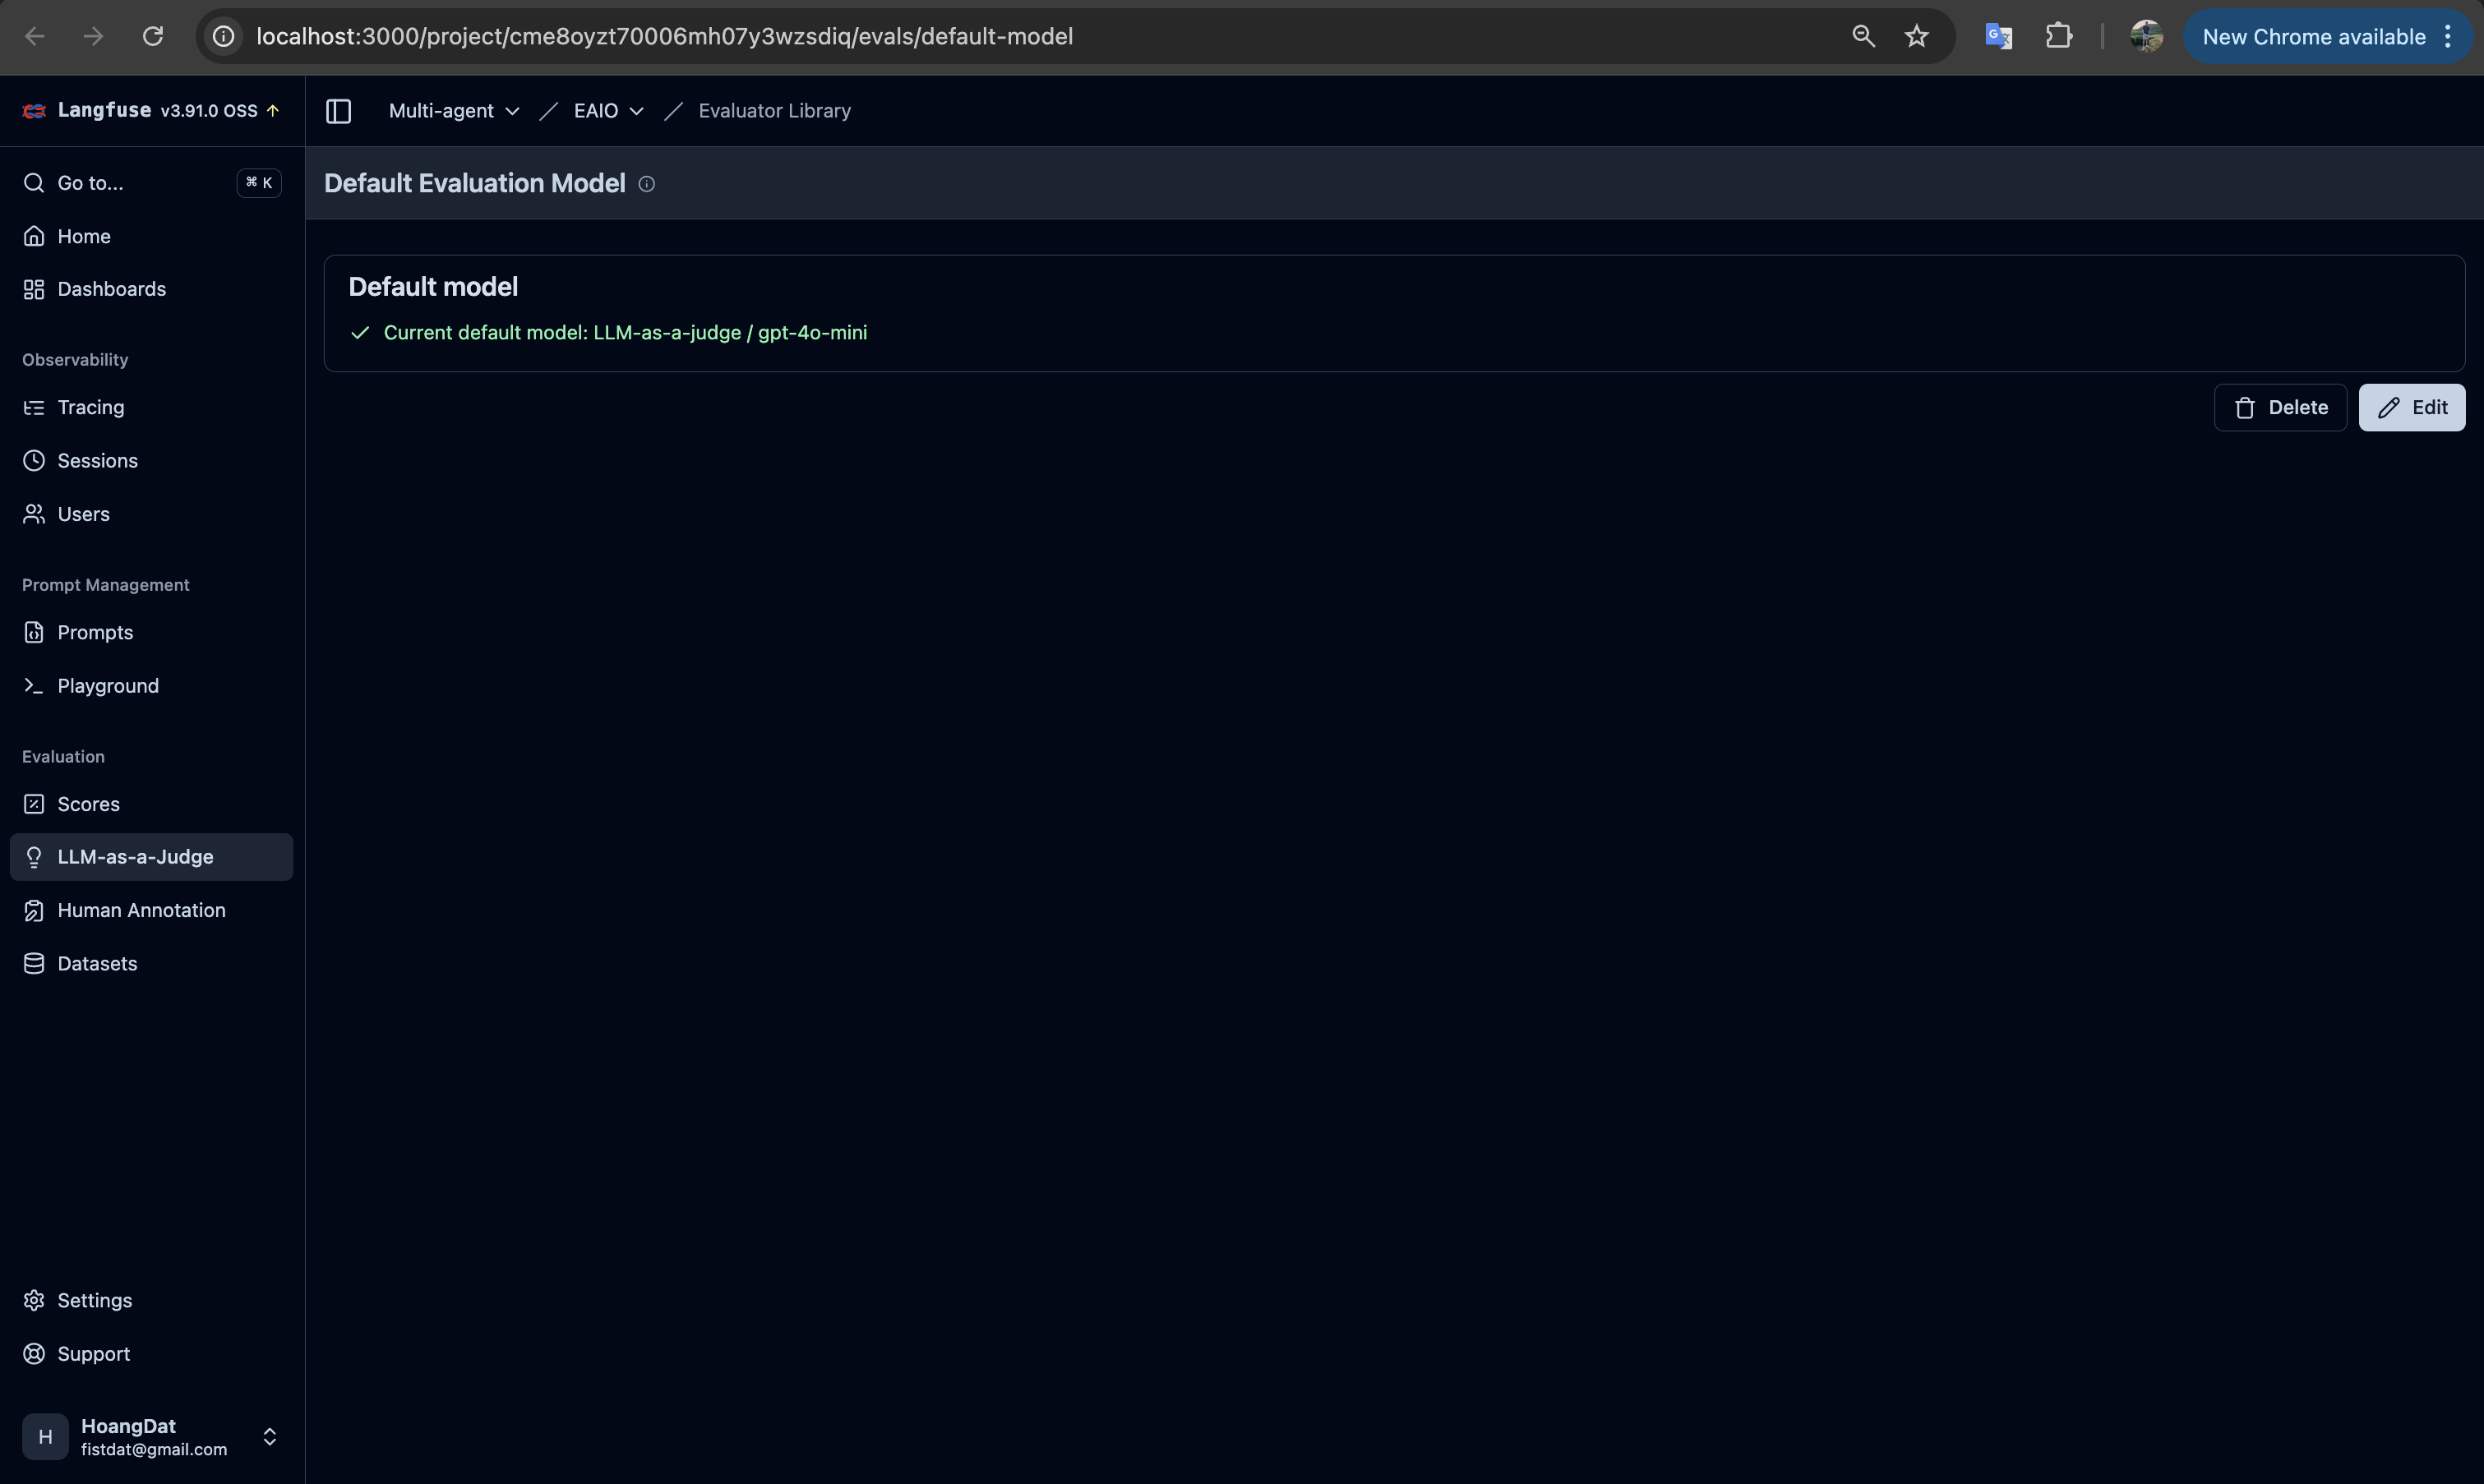 localhost:3000/project/cme8oyzt70006mh07y3wzsdiq/evals/default-model
New Chrome available
Langfuse v3.91.0 OSS
Multi-agent / EAIO / Evaluator Library
Go to... ⌘ K
Default Evaluation Model
Home
Dashboards
Default model
Current default model: LLM-as-a-judge / gpt-4o-mini
Delete
Edit
Observability
Tracing
Sessions
Users
Prompt Management
Prompts
Playground
Evaluation
Scores
LLM-as-a-Judge
Human Annotation
Datasets
Settings
Support
H
HoangDat
fistdat@gmail.com